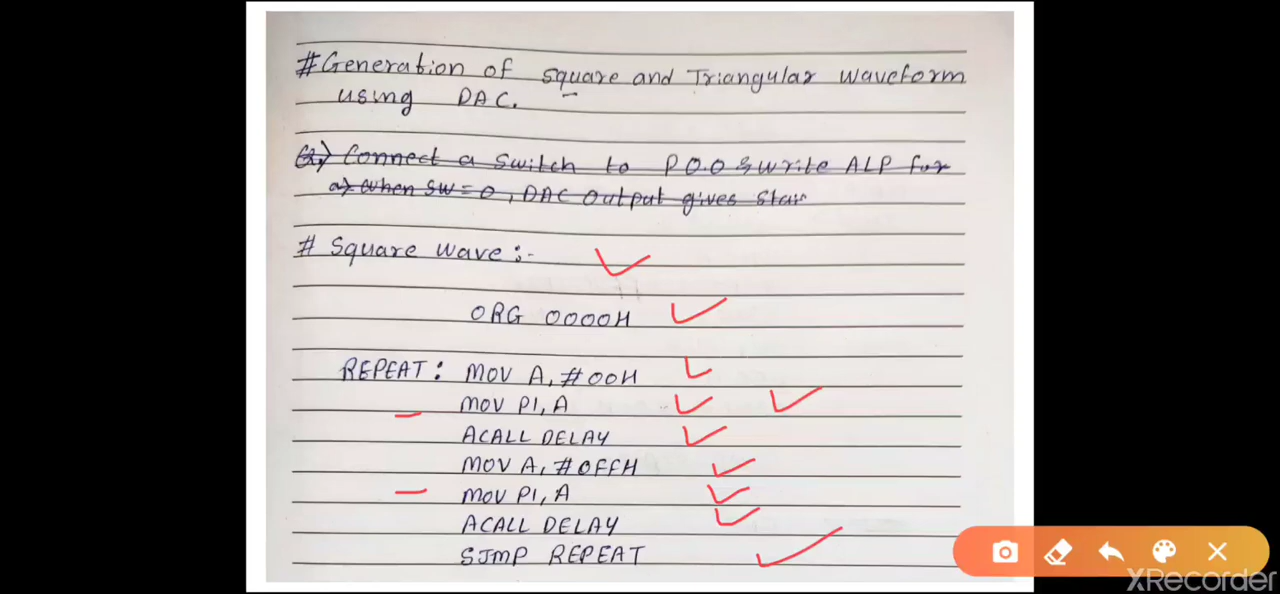 #Generation of square and Triangular waveform
using DAC.
Q.) Connect a switch to P0.0 & write ALP for
a) when SW=0, DAC output gives stair
# Square wave:-
ORG 0000H
REPEAT: MOV A, #00H
MOV P1, A
ACALL DELAY
MOV A, #0FFH
MOV P1, A
ACALL DELAY
SJMP REPEAT
XRecorder